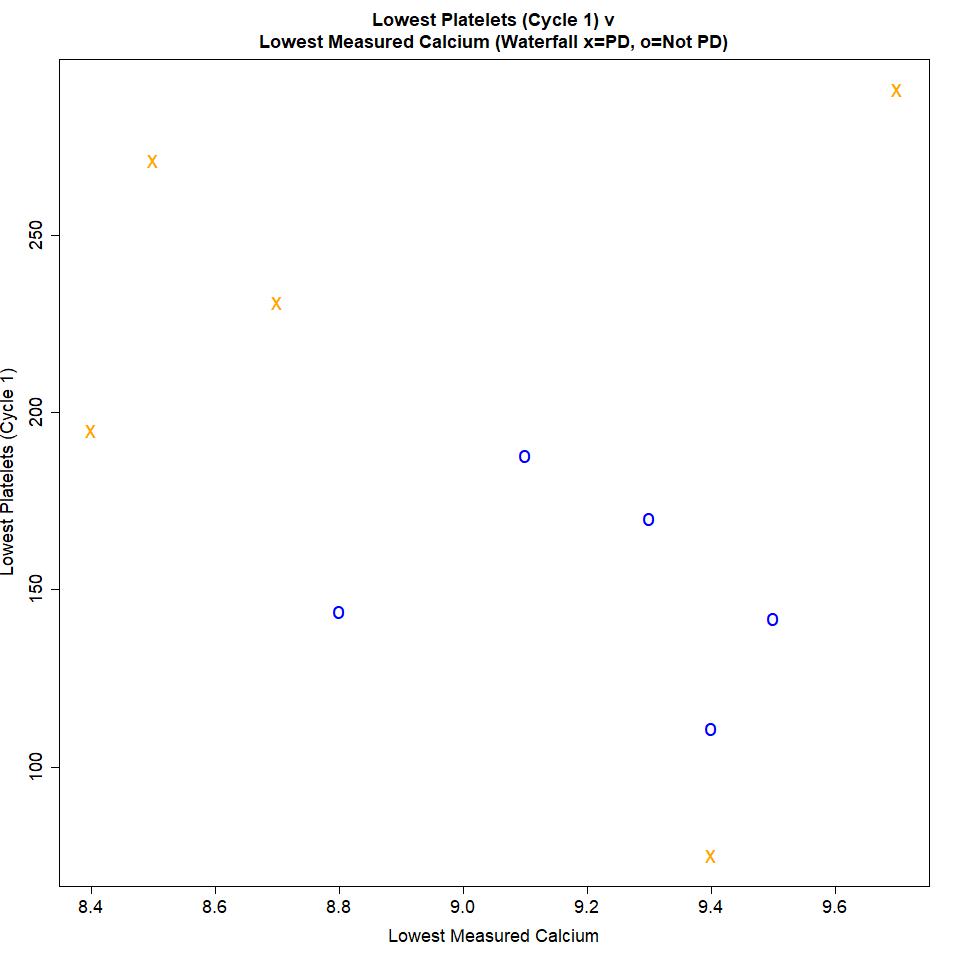 Lowest Platelets (Cycle 1) v
Lowest Measured Calcium (Waterfall x=PD, o=Not PD)
Lowest Platelets (Cycle 1)
250
200
150
100
x
x
x
x
o
o
o
o
o
x
8.4 8.6 8.8 9.0 9.2 9.4 9.6
Lowest Measured Calcium